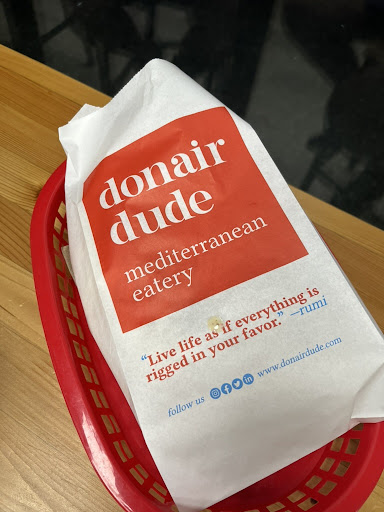 donair
dude
mediterranean
eatery
“Live life as if everything is
rigged in your favor.” —rumi
follow us www.donairdude.com